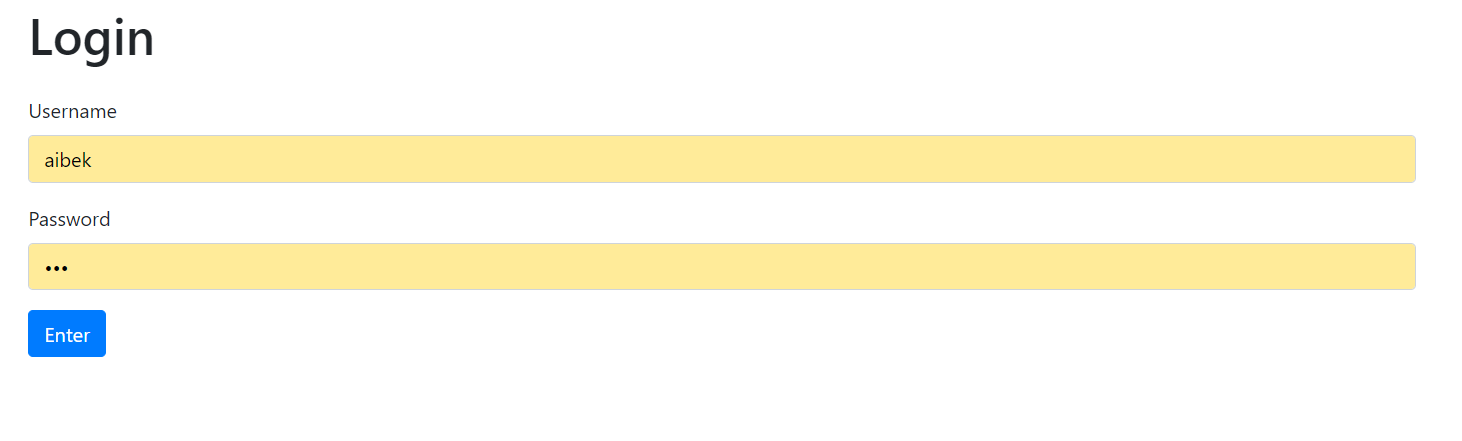 Login
Username
aibek
Password
•••
Enter